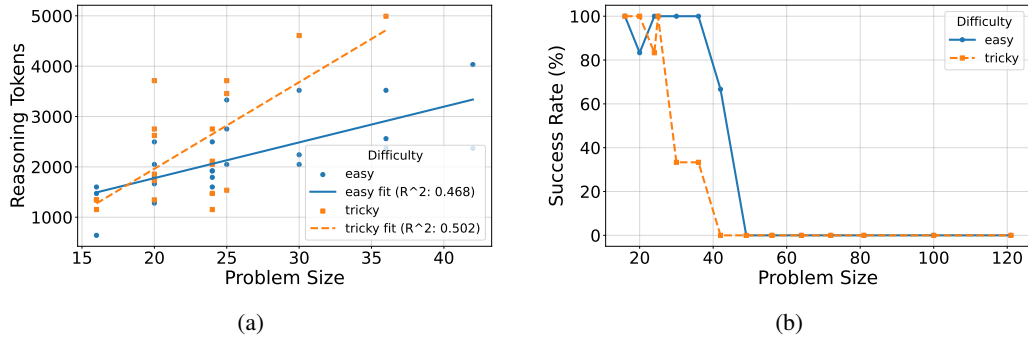 5000
4000
3000
2000
1000
Reasoning Tokens
15
20
25
30
35
40
Problem Size
Difficulty
easy
easy fit (R^2: 0.468)
tricky
tricky fit (R^2: 0.502)
(a)
100
80
60
40
20
0
Success Rate (%)
20
40
60
80
100
120
Problem Size
Difficulty
easy
tricky
(b)